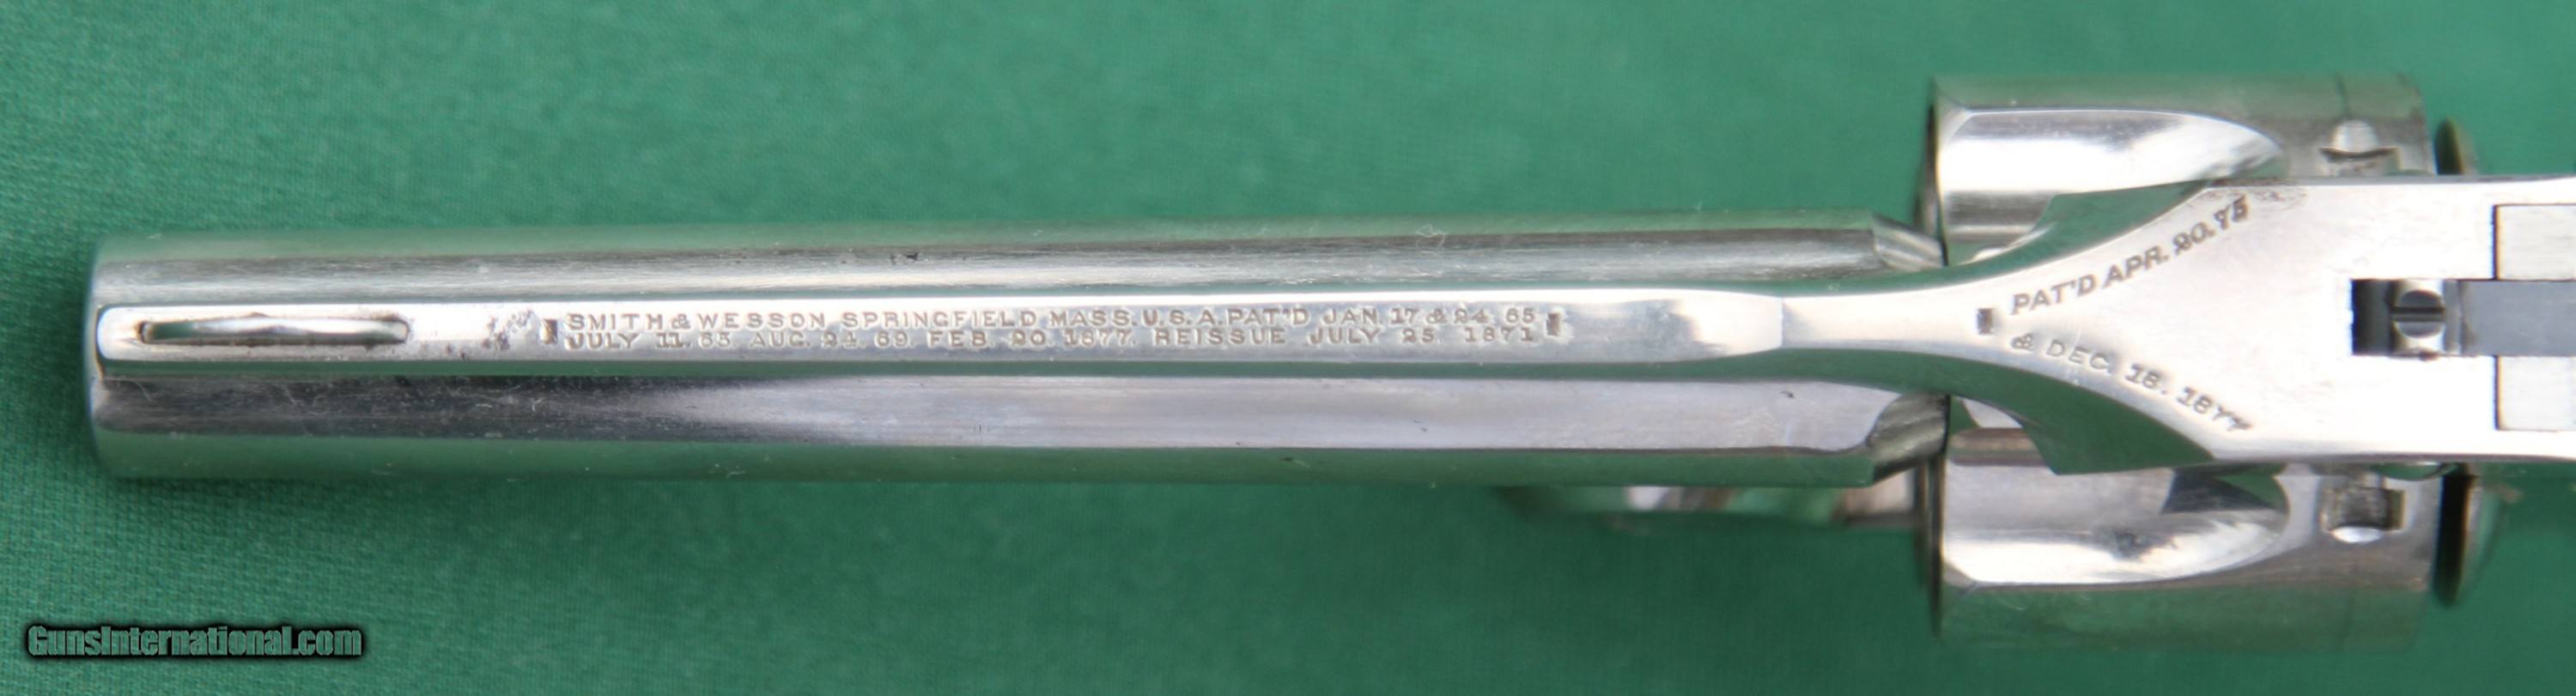 SMITH & WESSON SPRINGFIELD MASS. U.S.A. PAT'D JAN. 17 & 24 65
JULY 11. 65 AUG. 24. 69. FEB. 20. 1877. REISSUE JULY 25 1871
PAT'D APR. 20. 75
& DEC. 18. 1877
GunsInternational.com